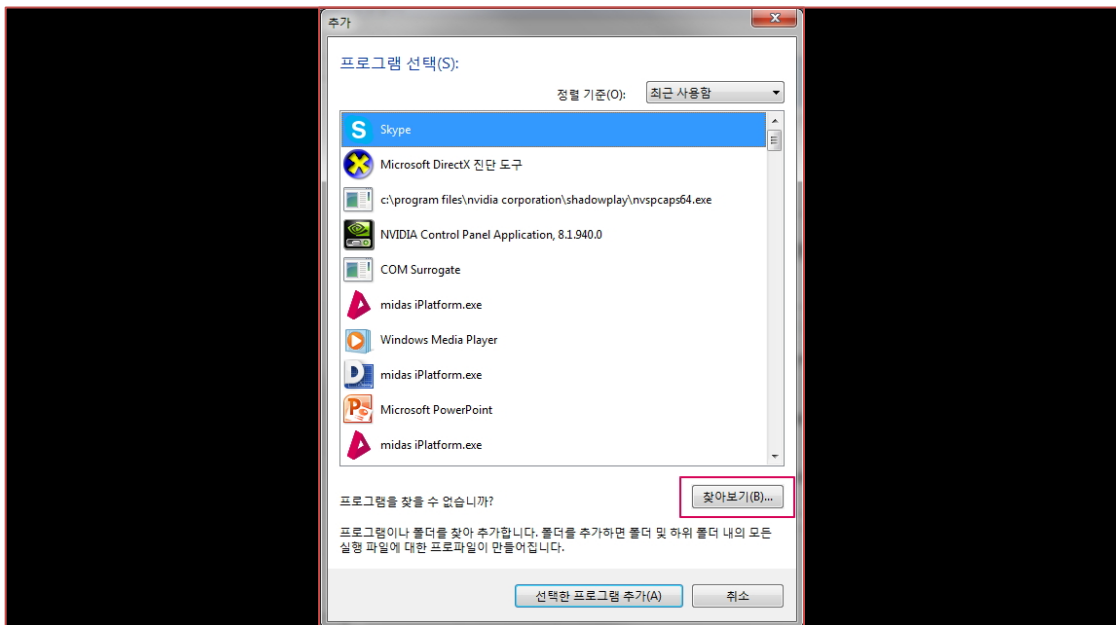 추가
프로그램 선택(S):
정렬 기준(O): 최근 사용함
Skype
Microsoft DirectX 진단 도구
c:\program files\nvidia corporation\shadowplay\nvspcaps64.exe
NVIDIA Control Panel Application, 8.1.940.0
COM Surrogate
midas iPlatform.exe
Windows Media Player
midas iPlatform.exe
Microsoft PowerPoint
midas iPlatform.exe
프로그램을 찾을 수 없습니까? 찾아보기(B)...
프로그램이나 폴더를 찾아 추가합니다. 폴더를 추가하면 폴더 및 하위 폴더 내의 모든
실행 파일에 대한 프로파일이 만들어집니다.
선택한 프로그램 추가(A) 취소